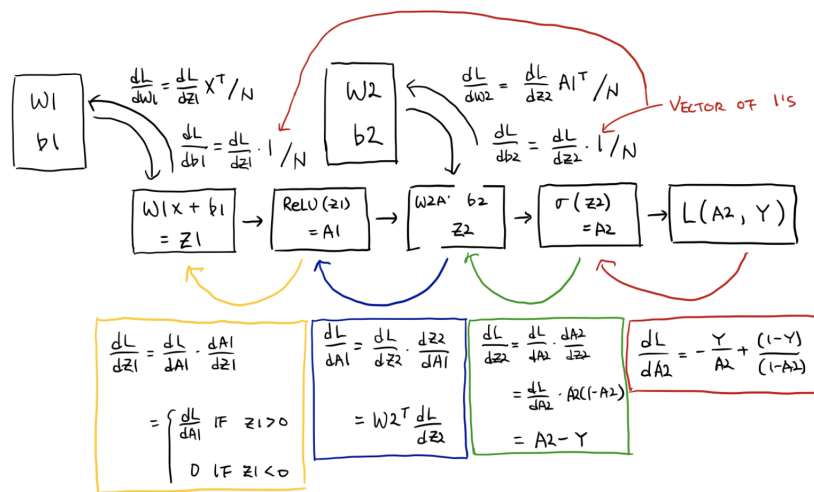 W1
b1
dL/dW1 = dL/dZ1 X^T/N
dL/db1 = dL/dZ1 · 1/N
W2
b2
dL/dW2 = dL/dZ2 A1^T/N
dL/db2 = dL/dZ2 · 1/N
VECTOR OF 1'S
W1X + b1
= Z1
ReLU(Z1)
= A1
W2A1 b2
Z2
σ(Z2)
= A2
L(A2, Y)
dL/dZ1 = dL/dA1 · dA1/dZ1
= { dL/dA1 IF Z1>0
0 IF Z1<0
dL/dA1 = dL/dZ2 · dZ2/dA1
= W2^T dL/dZ2
dL/dZ2 = dL/dA2 · dA2/dZ2
= dL/dA2 · A2(1-A2)
= A2-Y
dL/dA2 = - Y/A2 + (1-Y)/(1-A2)